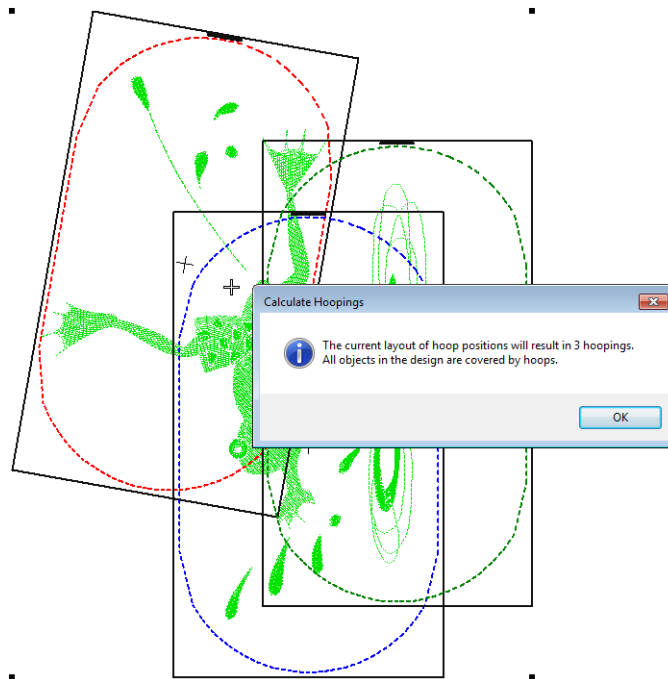 Calculate Hoopings
The current layout of hoop positions will result in 3 hoopings.
All objects in the design are covered by hoops.
OK